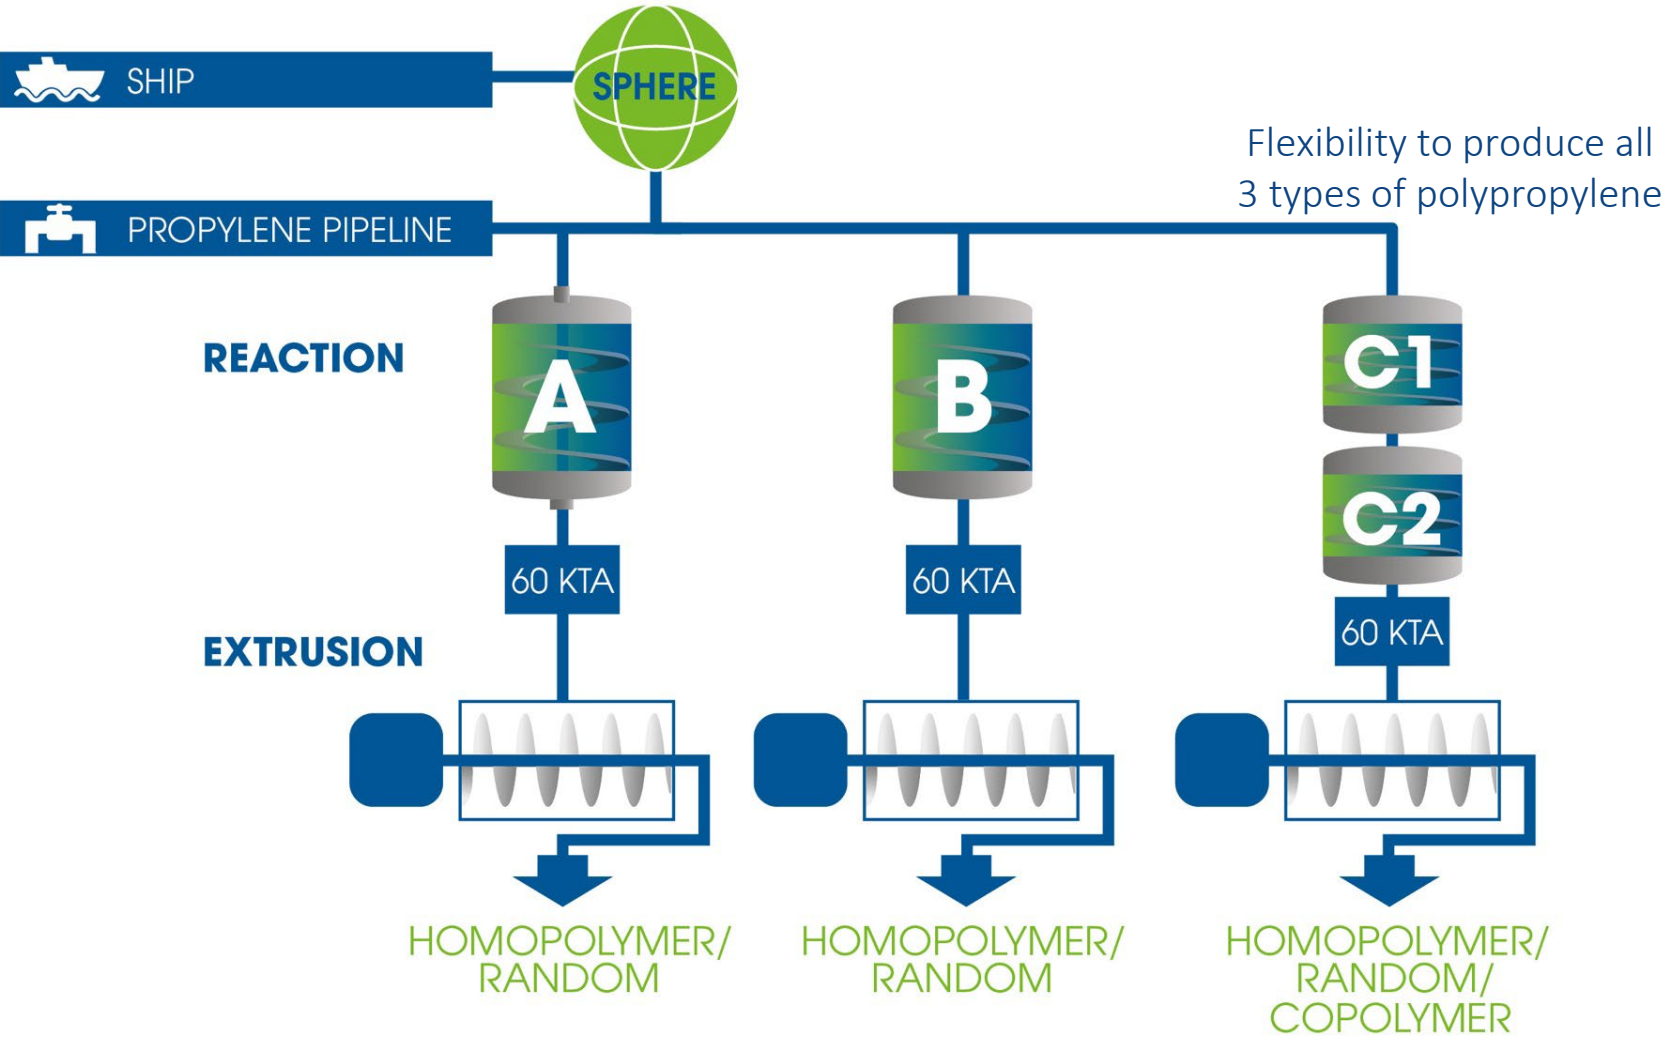 SHIP
SPHERE
Flexibility to produce all
3 types of polypropylene
PROPYLENE PIPELINE
REACTION
A
B
C1
C2
60 KTA
60 KTA
60 KTA
EXTRUSION
HOMOPOLYMER/
RANDOM
HOMOPOLYMER/
RANDOM
HOMOPOLYMER/
RANDOM/
COPOLYMER